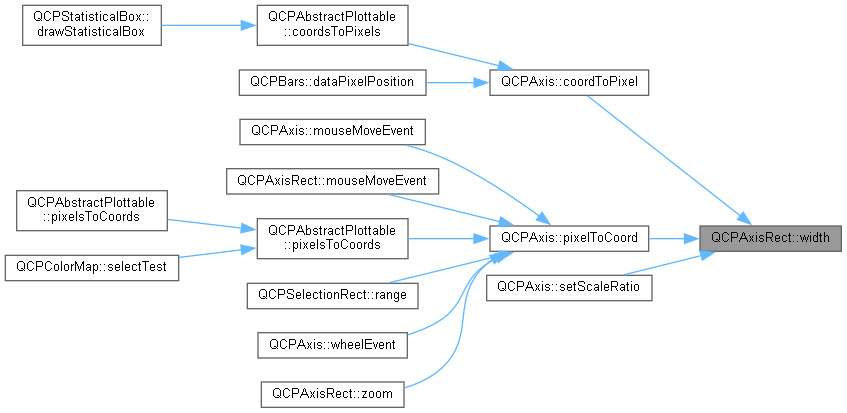 QCPStatisticalBox::
drawStatisticalBox
QCPAbstractPlottable
::coordsToPixels
QCPBars::dataPixelPosition
QCPAxis::coordToPixel
QCPAxis::mouseMoveEvent
QCPAxisRect::mouseMoveEvent
QCPAbstractPlottable
::pixelsToCoords
QCPAbstractPlottable
::pixelsToCoords
QCPAxis::pixelToCoord
QCPAxisRect::width
QCPColorMap::selectTest
QCPSelectionRect::range
QCPAxis::setScaleRatio
QCPAxis::wheelEvent
QCPAxisRect::zoom